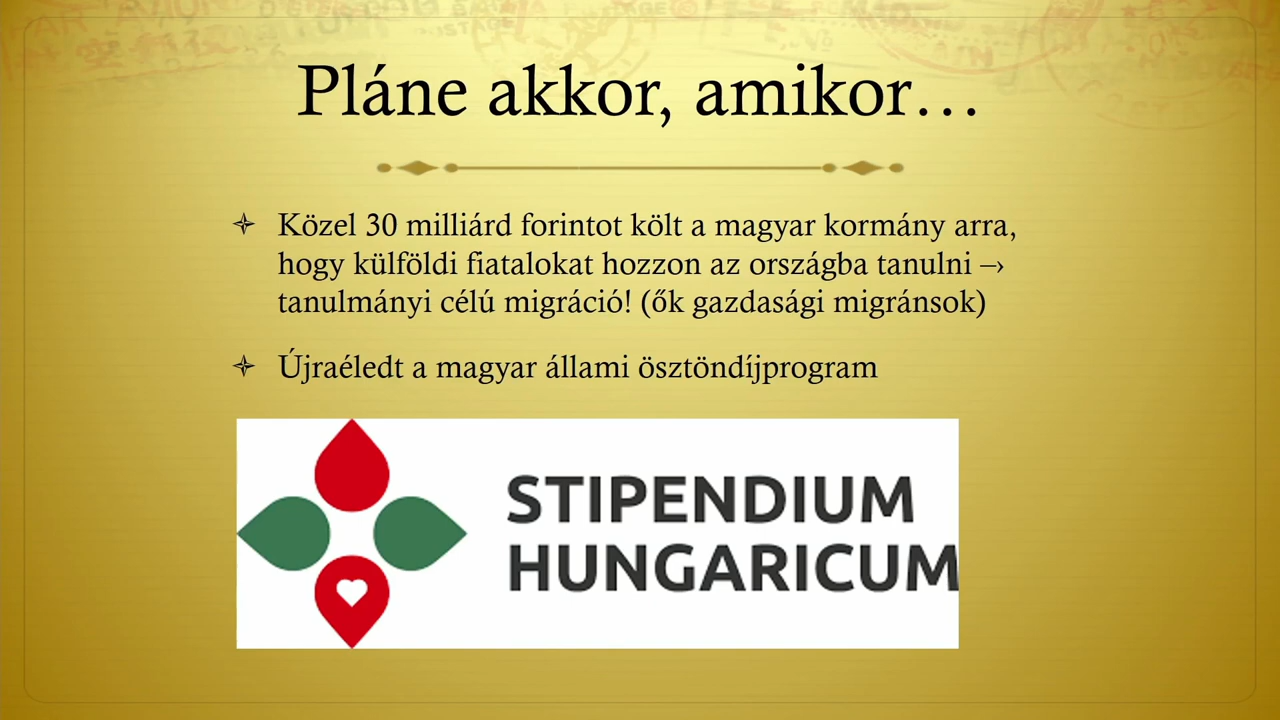 Pláne akkor, amikor…
Közel 30 milliárd forintot költ a magyar kormány arra,
hogy külföldi fiatalokat hozzon az országba tanulni –›
tanulmányi célú migráció! (ők gazdasági migránsok)
Újraéledt a magyar állami ösztöndíjprogram
STIPENDIUM
HUNGARICUM